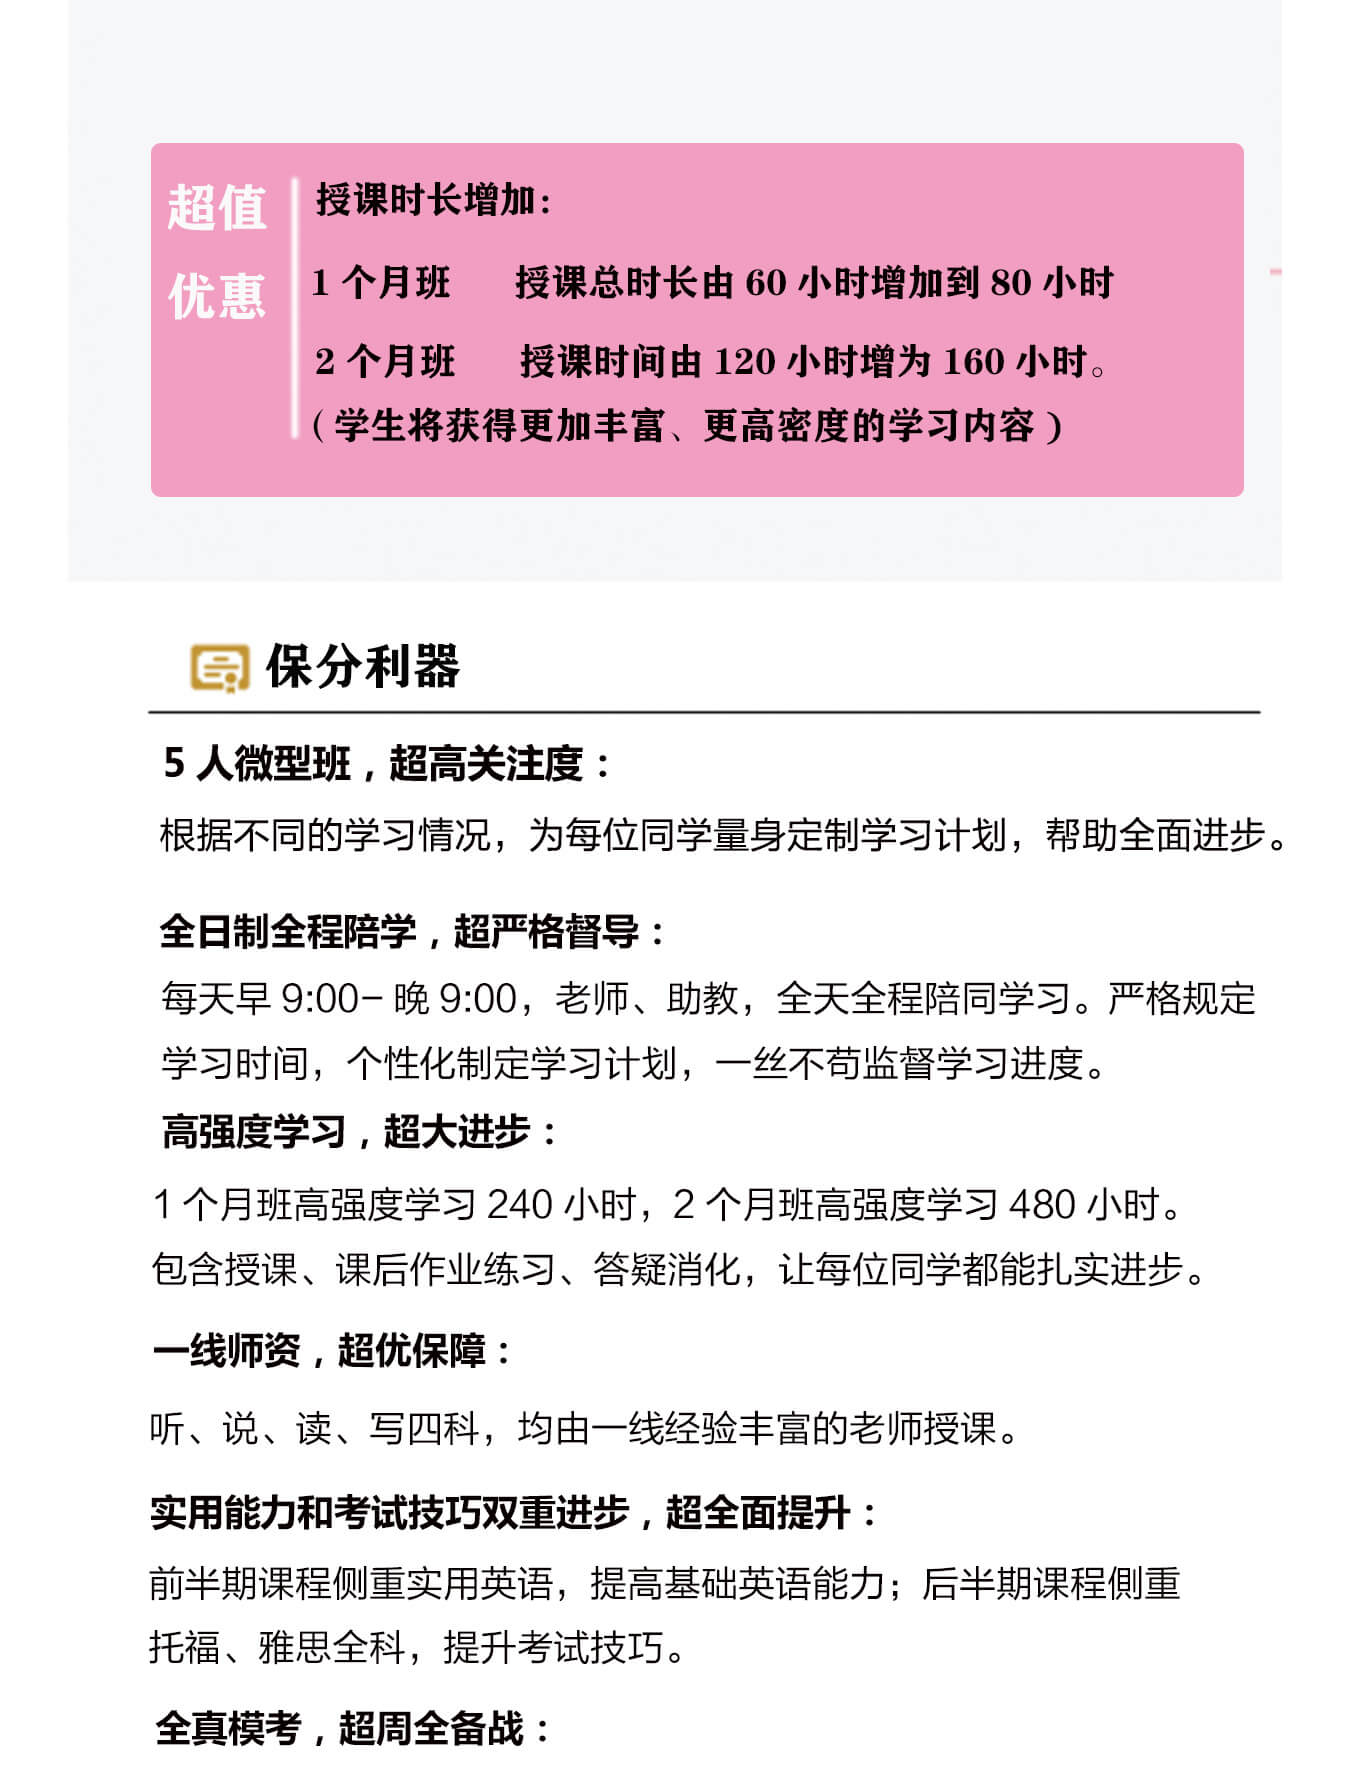 超值
优惠
授课时长增加：
1 个月班 授课总时长由 60 小时增加到 80 小时
2 个月班 授课时间由 120 小时增为 160 小时。
（学生将获得更加丰富、更高密度的学习内容）
保分利器
5 人微型班，超高关注度：
根据不同的学习情况，为每位同学量身定制学习计划，帮助全面进步。
全日制全程陪学，超严格督导：
每天早 9:00- 晚 9:00，老师、助教，全天全程陪同学习。严格规定
学习时间，个性化制定学习计划，一丝不苟监督学习进度。
高强度学习，超大进步：
1 个月班高强度学习 240 小时，2 个月班高强度学习 480 小时。
包含授课、课后作业练习、答疑消化，让每位同学都能扎实进步。
一线师资，超优保障：
听、说、读、写四科，均由一线经验丰富的老师授课。
实用能力和考试技巧双重进步，超全面提升：
前半期课程侧重实用英语，提高基础英语能力；后半期课程側重
托福、雅思全科，提升考试技巧。
全真模考，超周全备战：